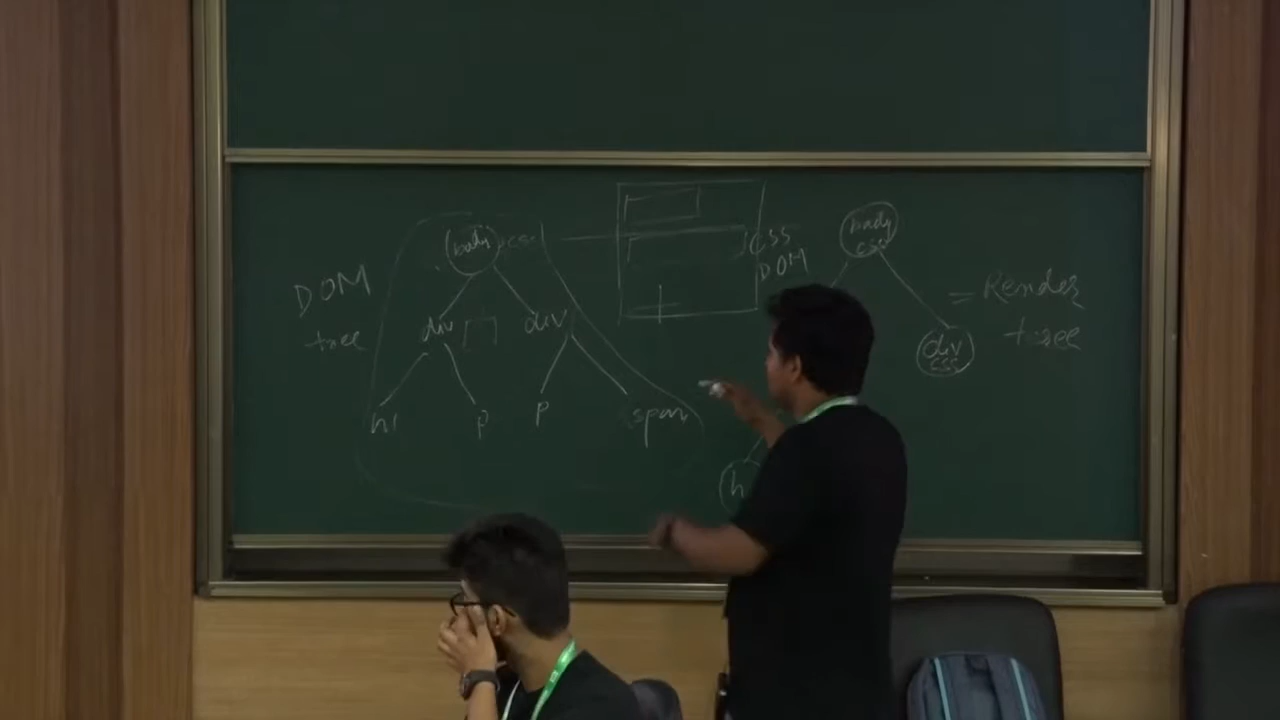 DOM
tree
body css
div div
h1 p p span
CSS
DOM
body
css
div
css
h
= Render
tree